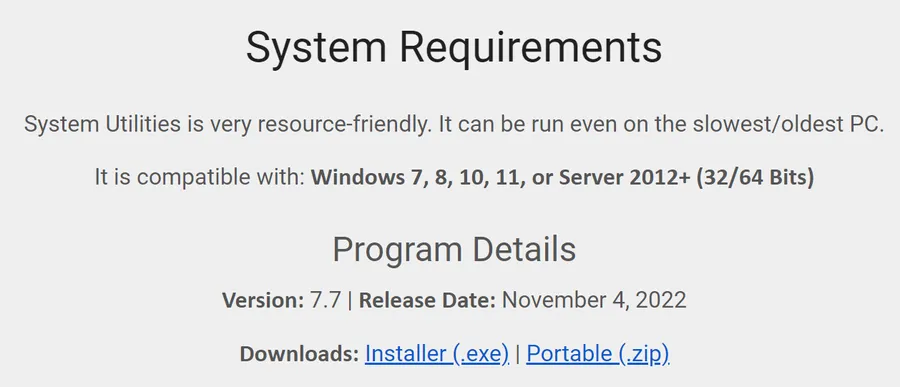 System Requirements
System Utilities is very resource-friendly. It can be run even on the slowest/oldest PC.
It is compatible with: Windows 7, 8, 10, 11, or Server 2012+ (32/64 Bits)
Program Details
Version: 7.7 | Release Date: November 4, 2022
Downloads: Installer (.exe) | Portable (.zip)